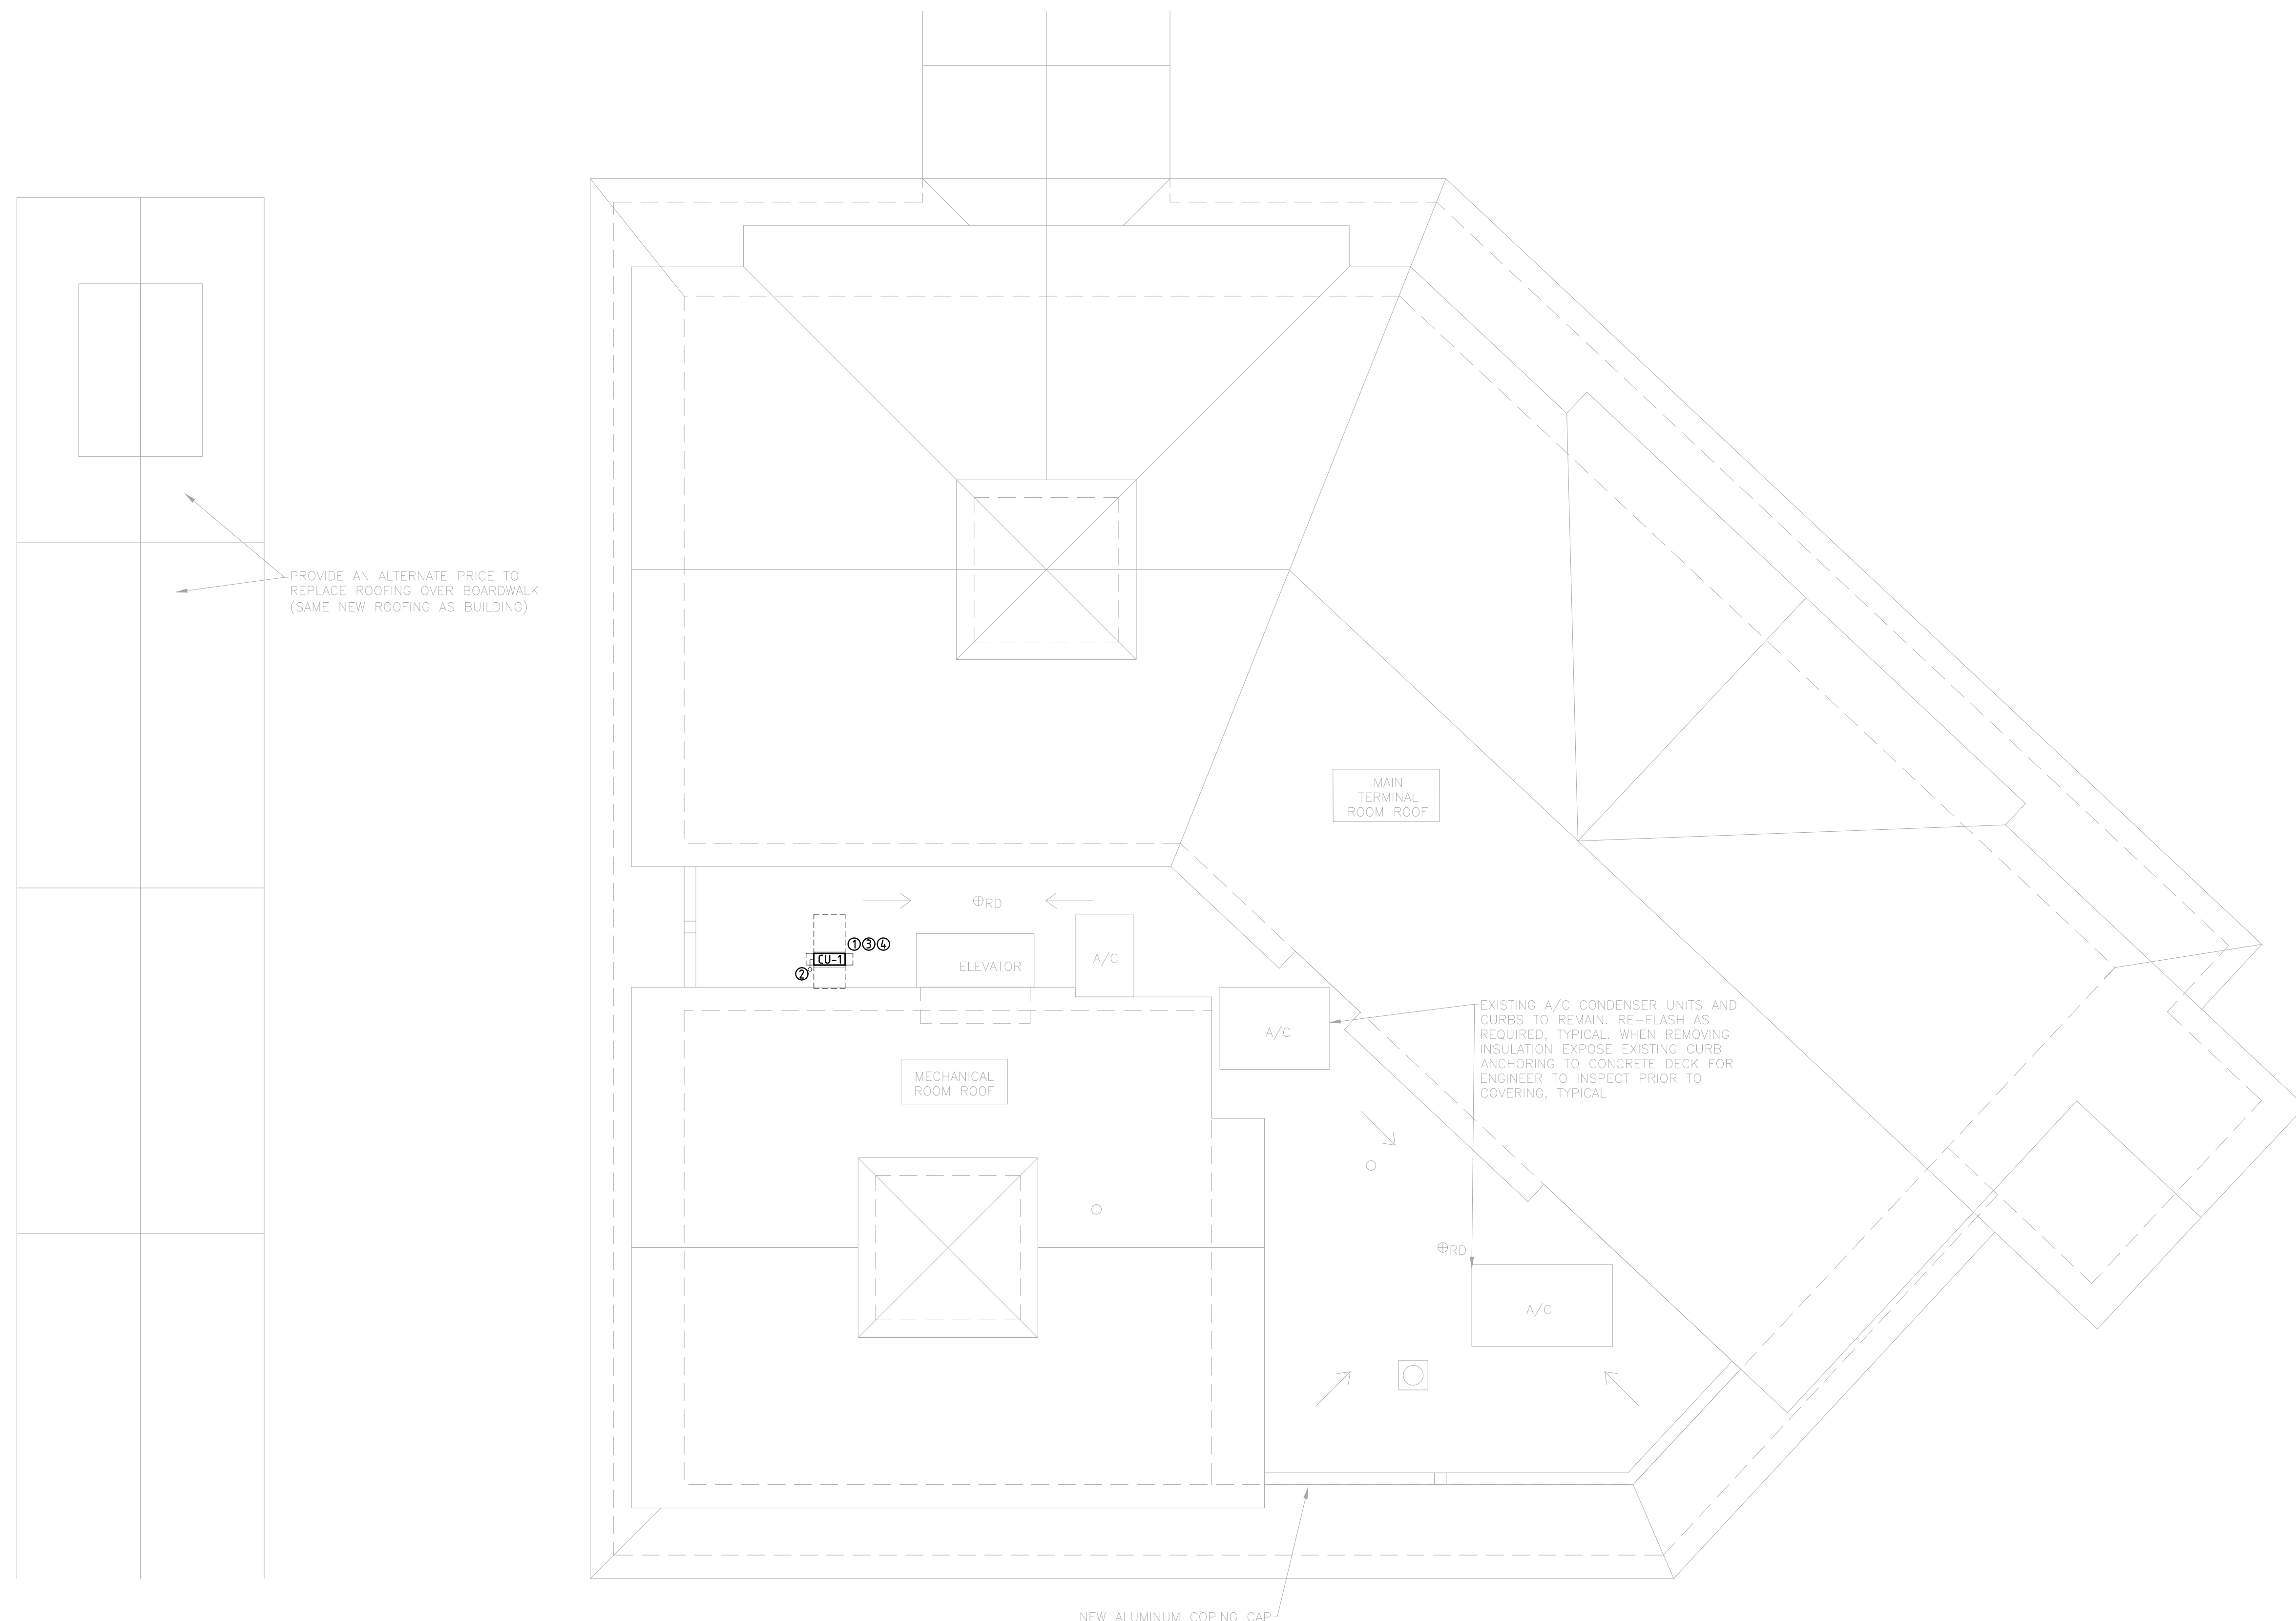 PROVIDE AN ALTERNATE PRICE TO
REPLACE ROOFING OVER BOARDWALK
(SAME NEW ROOFING AS BUILDING)
MAIN
TERMINAL
ROOM ROOF
RD
1 3 4
CU-1
2
ELEVATOR
A/C
A/C
EXISTING A/C CONDENSER UNITS AND
CURBS TO REMAIN. RE-FLASH AS
REQUIRED, TYPICAL. WHEN REMOVING
INSULATION EXPOSE EXISTING CURB
ANCHORING TO CONCRETE DECK FOR
ENGINEER TO INSPECT PRIOR TO
COVERING, TYPICAL
MECHANICAL
ROOM ROOF
RD
A/C
NEW ALUMINUM COPING CAP